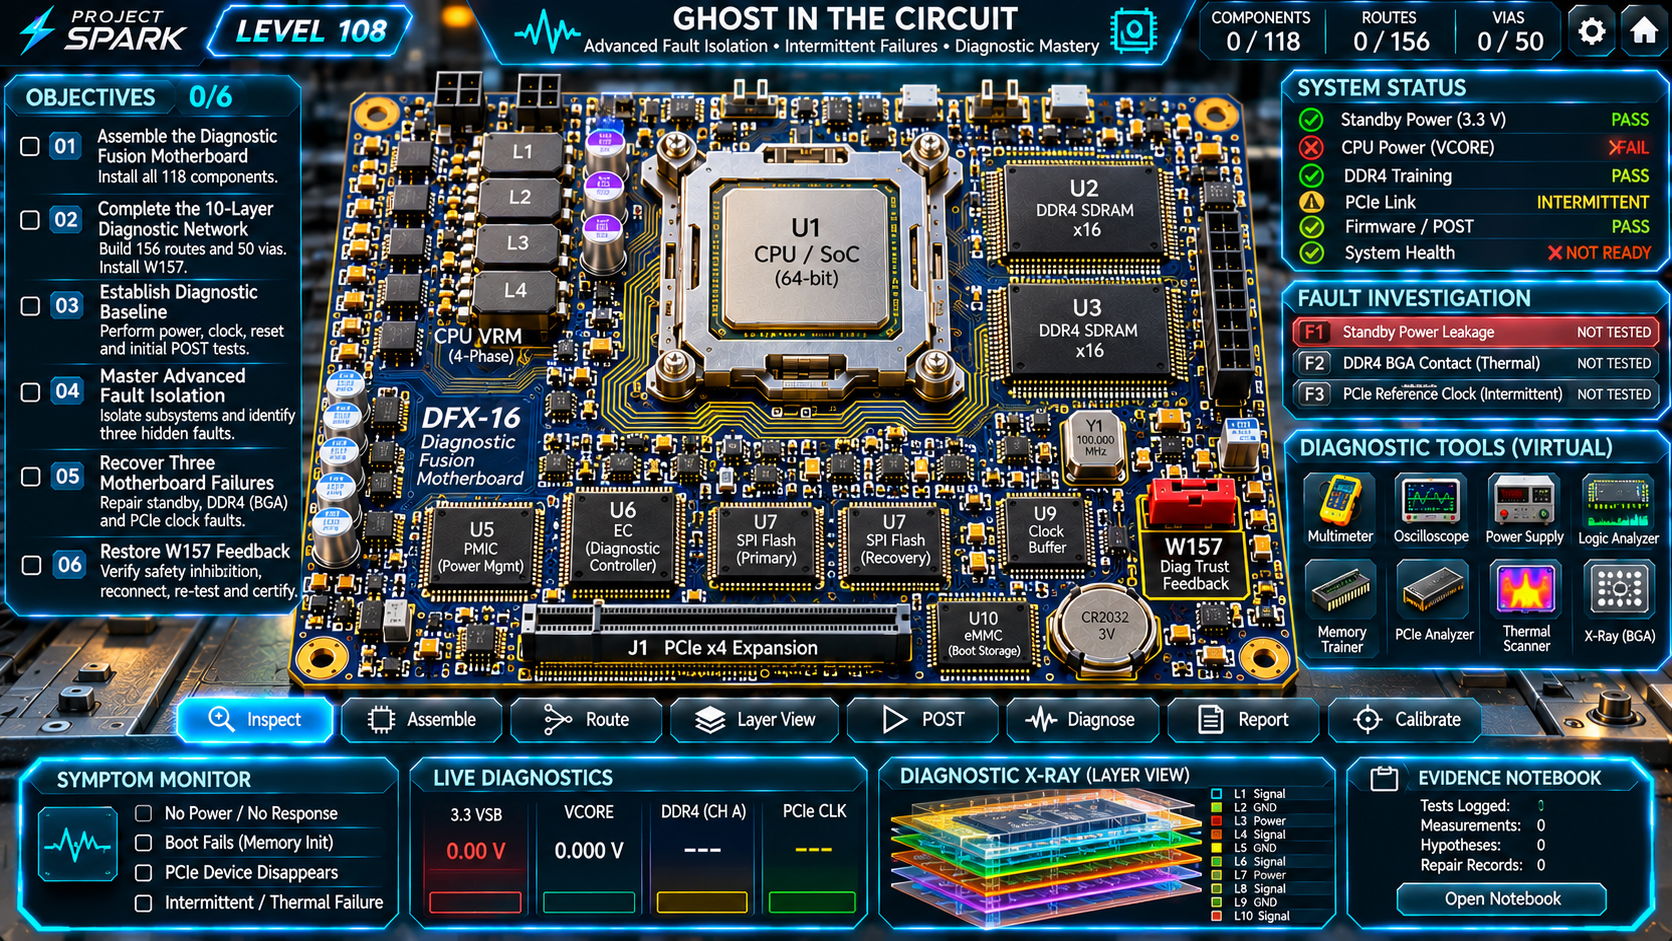 PROJECT
SPARK
LEVEL 108
GHOST IN THE CIRCUIT
Advanced Fault Isolation • Intermittent Failures • Diagnostic Mastery
COMPONENTS
0 / 118
ROUTES
0 / 156
VIAS
0 / 50
OBJECTIVES 0/6
01 Assemble the Diagnostic
Fusion Motherboard
Install all 118 components.
02 Complete the 10-Layer
Diagnostic Network
Build 156 routes and 50 vias.
Install W157.
03 Establish Diagnostic
Baseline
Perform power, clock, reset
and initial POST tests.
04 Master Advanced
Fault Isolation
Isolate subsystems and identify
three hidden faults.
05 Recover Three
Motherboard Failures
Repair standby, DDR4 (BGA)
and PCIe clock faults.
06 Restore W157 Feedback
Verify safety inhibition,
reconnect, re-test and certify.
L1
L2
L3
L4
CPU VRM
(4-Phase)
U1
CPU / SoC
(64-bit)
U2
DDR4 SDRAM
x16
U3
DDR4 SDRAM
x16
DFX-16
Diagnostic
Fusion
Motherboard
Y1
100.000
MHz
U5
PMIC
(Power Mgmt)
U6
EC
(Diagnostic
Controller)
U7
SPI Flash
(Primary)
U7
SPI Flash
(Recovery)
U9
Clock
Buffer
W157
Diag Trust
Feedback
J1 PCIe x4 Expansion
U10
eMMC
(Boot Storage)
CR2032
3V
SYSTEM STATUS
Standby Power (3.3 V) PASS
CPU Power (VCORE) FAIL
DDR4 Training PASS
PCIe Link INTERMITTENT
Firmware / POST PASS
System Health NOT READY
FAULT INVESTIGATION
F1 Standby Power Leakage NOT TESTED
F2 DDR4 BGA Contact (Thermal) NOT TESTED
F3 PCIe Reference Clock (Intermittent) NOT TESTED
DIAGNOSTIC TOOLS (VIRTUAL)
Multimeter
Oscilloscope
Power Supply
Logic Analyzer
Memory
Trainer
PCIe Analyzer
Thermal
Scanner
X-Ray (BGA)
Inspect
Assemble
Route
Layer View
POST
Diagnose
Report
Calibrate
SYMPTOM MONITOR
No Power / No Response
Boot Fails (Memory Init)
PCIe Device Disappears
Intermittent / Thermal Failure
LIVE DIAGNOSTICS
3.3 VSB
0.00 V
VCORE
0.000 V
DDR4 (CH A)
---
PCIe CLK
---
DIAGNOSTIC X-RAY (LAYER VIEW)
L1 Signal
L2 GND
L3 Power
L4 Signal
L5 GND
L6 Signal
L7 Power
L8 Signal
L9 GND
L10 Signal
EVIDENCE NOTEBOOK
Tests Logged: 0
Measurements: 0
Hypotheses: 0
Repair Records: 0
Open Notebook